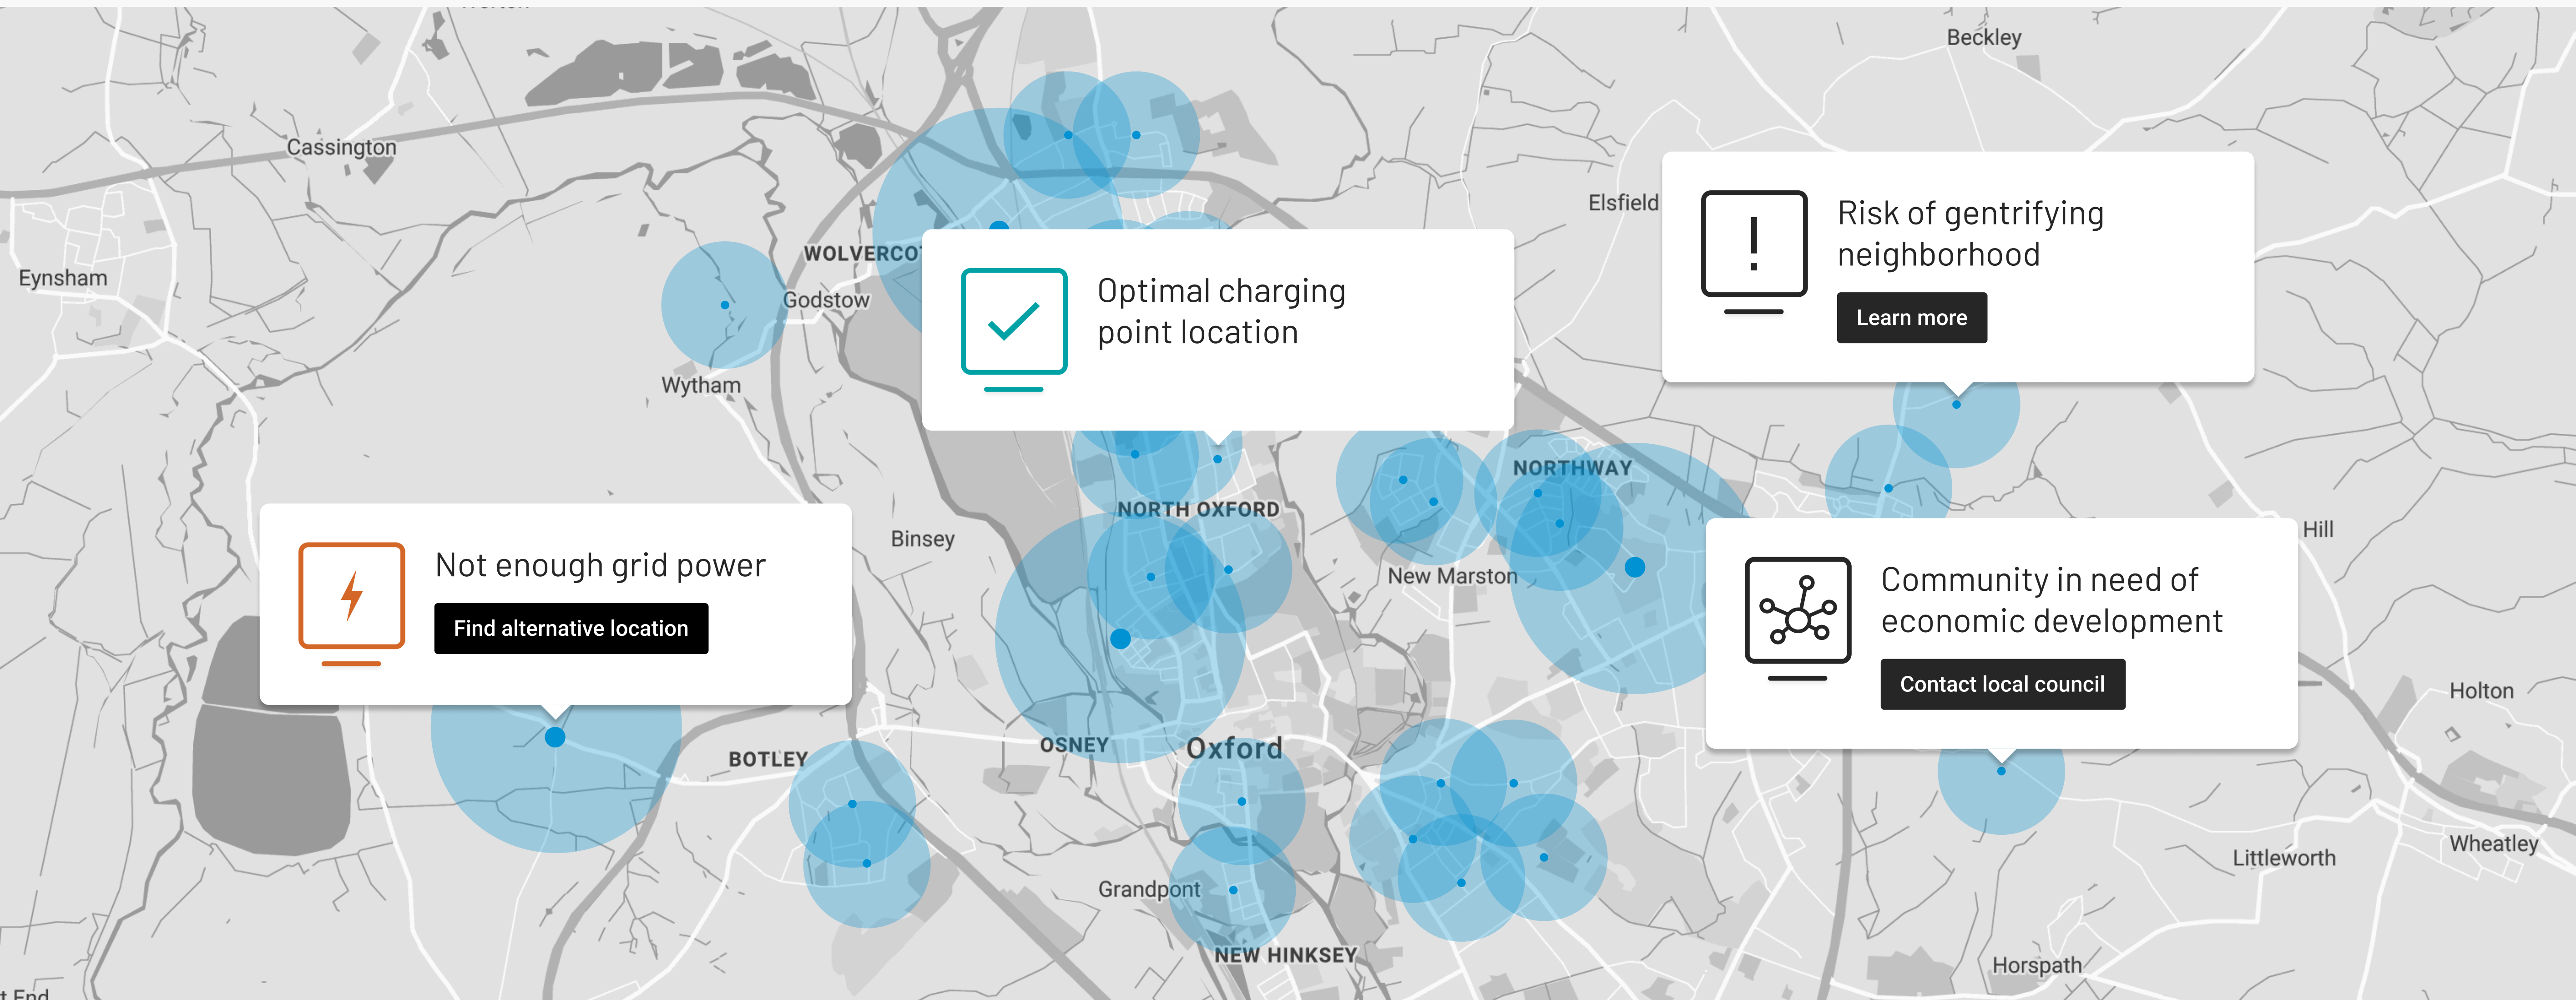 Beckley
Cassington
Elsfield
Risk of gentrifying
neighborhood
Learn more
WOLVERCO
Eynsham
Godstow
Optimal charging
point location
Wytham
NORTHWAY
NORTH OXFORD
Binsey
Hill
Not enough grid power
Find alternative location
New Marston
Community in need of
economic development
Contact local council
Holton
OSNEY
Oxford
BOTLEY
Wheatley
Littleworth
Grandpont
NEW HINKSEY
Horspath
t End